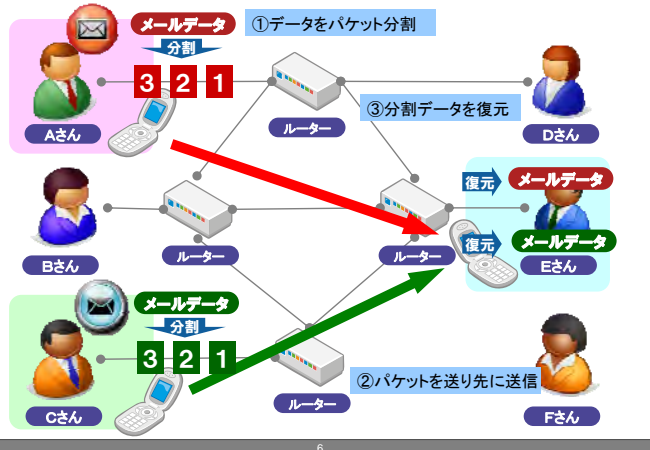 メールデータ
①データをパケット分割
分割
3 2 1
Aさん
ルーター
③分割データを復元
Dさん
復元
メールデータ
Bさん
ルーター
ルーター
復元
メールデータ
Eさん
メールデータ
分割
3 2 1
Cさん
ルーター
②パケットを送り先に送信
Fさん
6